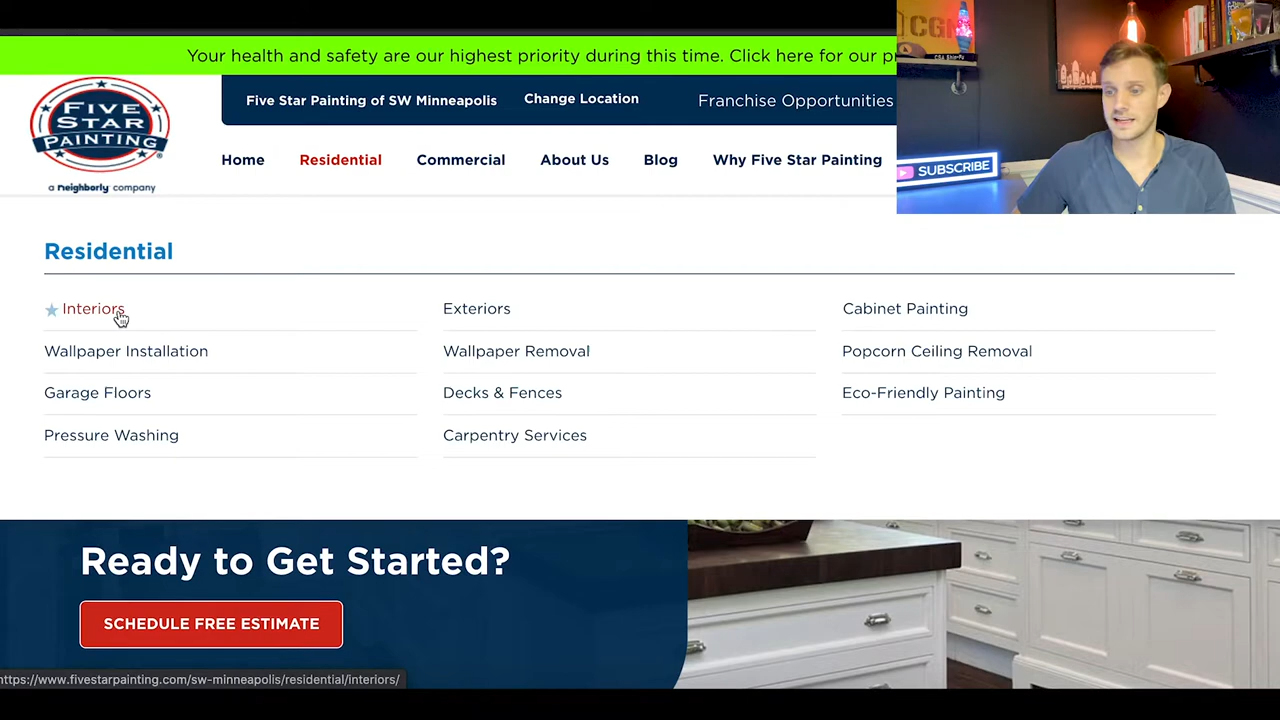 Your health and safety are our highest priority during this time. Click here for our
FIVE
STAR
PAINTING
a neighborly company
Five Star Painting of SW Minneapolis
Change Location
Franchise Opportunities
Home
Residential
Commercial
About Us
Blog
Why Five Star Painting
SUBSCRIBE
Residential
Interiors
Exteriors
Cabinet Painting
Wallpaper Installation
Wallpaper Removal
Popcorn Ceiling Removal
Garage Floors
Decks & Fences
Eco-Friendly Painting
Pressure Washing
Carpentry Services
Ready to Get Started?
SCHEDULE FREE ESTIMATE
https://www.fivestarpainting.com/sw-minneapolis/residential/interiors/